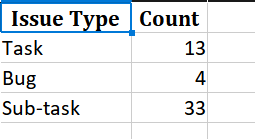 Issue Type Count
Task 13
Bug 4
Sub-task 33